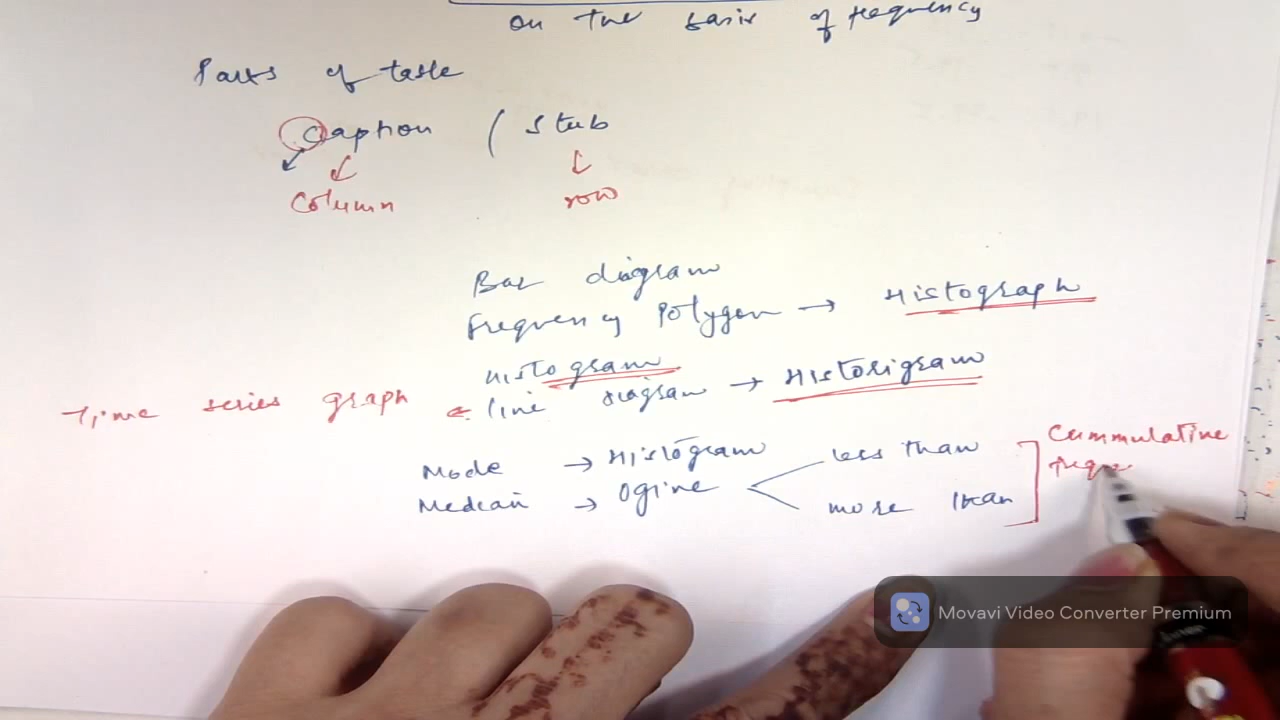 on the basis of frequency
Parts of table
Caption / Stub
Column row
Bar diagram
Frequency Polygon → Histograph
Histogram
Time series graph ← line diagram → Historigram
Mode → Histogram less than Cummulative
Median → Ogive more than freque
Movavi Video Converter Premium